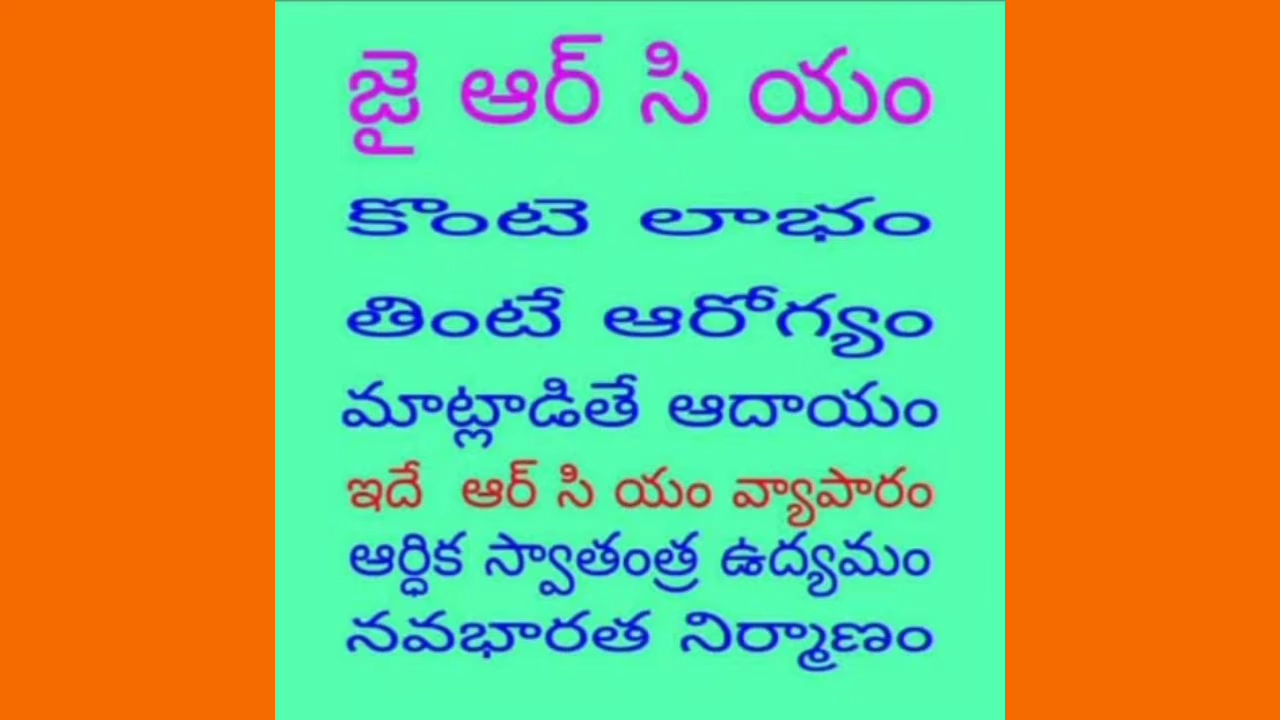 జై ఆర్ సి యం
కొంటె లాభం
తింటే ఆరోగ్యం
మాట్లాడితే ఆదాయం
ఇదే ఆర్ సి యం వ్యాపారం
ఆర్ధిక స్వాతంత్ర ఉద్యమం
నవభారత నిర్మాణం